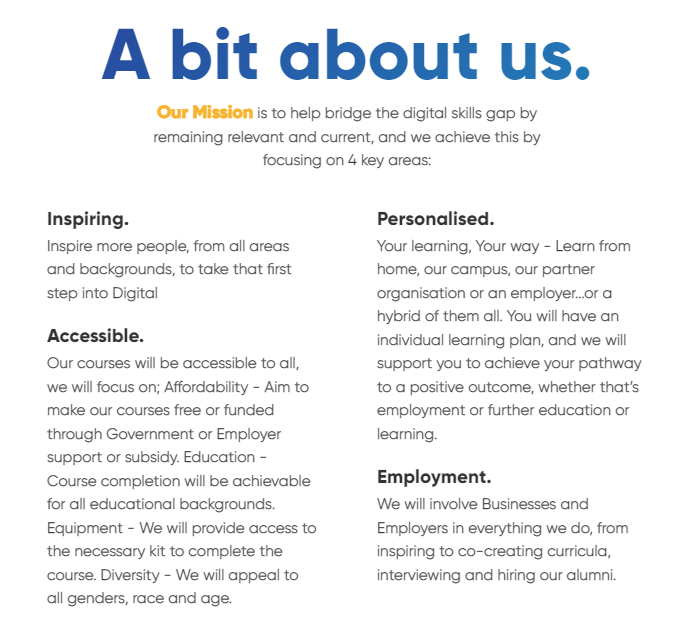 A bit about us.
Our Mission is to help bridge the digital skills gap by
remaining relevant and current, and we achieve this by
focusing on 4 key areas:
Inspiring.
Inspire more people, from all areas
and backgrounds, to take that first
step into Digital
Accessible.
Our courses will be accessible to all,
we will focus on; Affordability - Aim to
make our courses free or funded
through Government or Employer
support or subsidy. Education -
Course completion will be achievable
for all educational backgrounds.
Equipment - We will provide access to
the necessary kit to complete the
course. Diversity - We will appeal to
all genders, race and age.
Personalised.
Your learning, Your way - Learn from
home, our campus, our partner
organisation or an employer...or a
hybrid of them all. You will have an
individual learning plan, and we will
support you to achieve your pathway
to a positive outcome, whether that's
employment or further education or
learning.
Employment.
We will involve Businesses and
Employers in everything we do, from
inspiring to co-creating curricula,
interviewing and hiring our alumni.